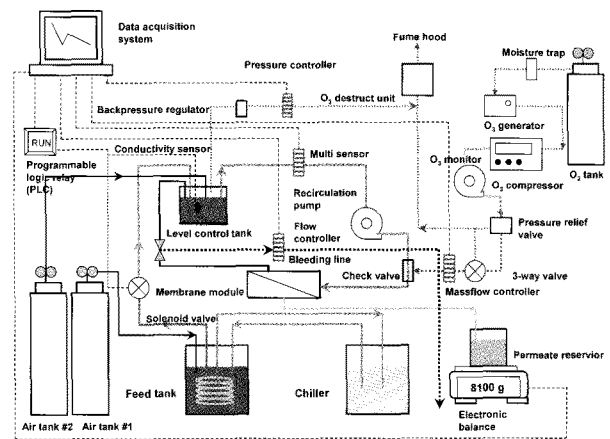 Data acquisition
system
Fume hood
Moisture trap
Pressure controller
Backpressure regulator
O3 destruct unit
O3 generator
O2 tank
RUN
Conductivity sensor
Multi sensor
O3 monitor
O3 compressor
Programmable
logic relay
(PLC)
Recirculation
pump
Level control tank
Flow
controller
Bleeding line
Pressure relief
valve
Check valve
3-way valve
Membrane module
Massflow controller
Solenoid valve
Permeate reservior
Feed tank
Chiller
8100 g
Electronic
balance
Air tank #2
Air tank #1